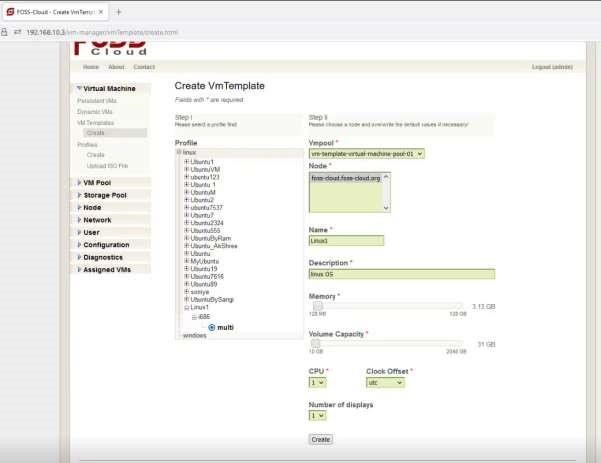 FOSS-Cloud - Create VmTemp
192.168.10.3/vm-manager/vmTemplate/create.html
FOSS
Cloud
Home About Contact Logout (admin)
Create VmTemplate
Fields with * are required
Virtual Machine
Persistent VMs
Dynamic VMs
VM Templates
Create
Profiles
Create
Upload ISO File
VM Pool
Storage Pool
Node
Network
User
Configuration
Diagnostics
Assigned VMs
Step I
Please select a profile first!
Profile
linux
Ubuntu1
UbuntuVM
ubuntu123
Ubuntu 1
UbuntuM
Ubuntu2
ubuntu7537
Ubuntu7
Ubuntu2324
Ubuntu555
UbuntuByRam
Ubuntu_AkShree
Ubuntu
MyUbuntu
Ubuntu19
Ubuntu7616
Ubuntu89
soniya
UbuntuBySangi
Linux1
i686
multi
windows
Step II
Please choose a node and overwrite the default values if necessary!
Vmpool *
vm-template-virtual-machine-pool-01
Node *
foss-cloud.foss-cloud.org
Name *
Linux1
Description *
linux OS
Memory *
3.13 GB
128 MB 128 GB
Volume Capacity *
31 GB
10 GB 2048 GB
CPU * Clock Offset *
1 utc
Number of displays
1
Create